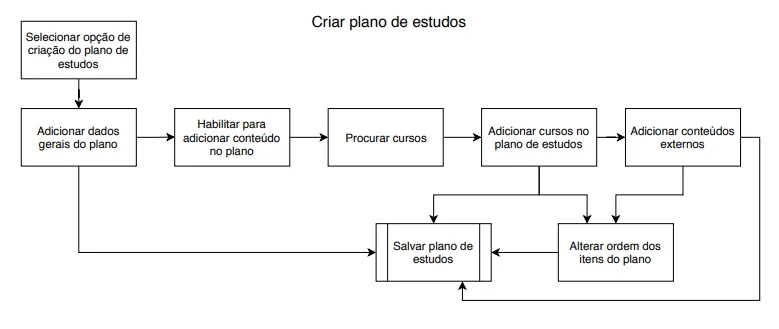 Criar plano de estudos
Selecionar opção de
criação do plano de
estudos
Adicionar dados
gerais do plano
Habilitar para
adicionar conteúdo
no plano
Procurar cursos
Adicionar cursos no
plano de estudos
Adicionar conteúdos
externos
Salvar plano de
estudos
Alterar ordem dos
itens do plano